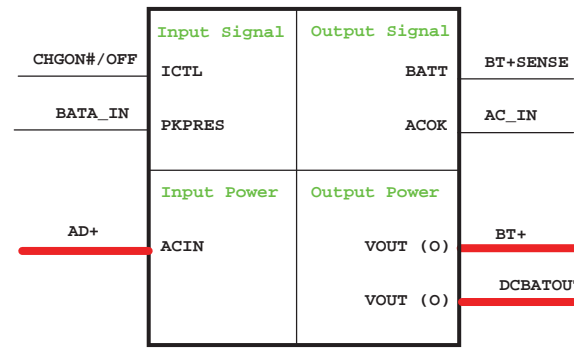 Input Signal Output Signal
CHGON#/OFF ICTL BATT BT+SENSE
BATA_IN PKPRES ACOK AC_IN
Input Power Output Power
AD+ ACIN VOUT (O) BT+
VOUT (O) DCBATOUT